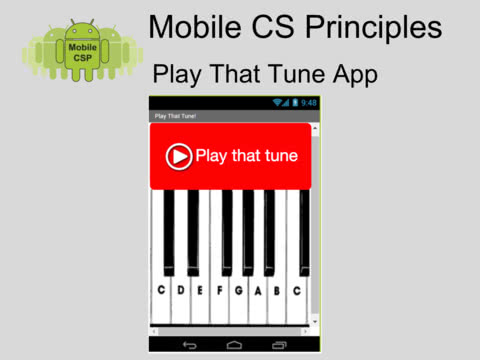 Mobile CS Principles
Mobile
CSP
Play That Tune App
9:48
Play That Tune!
Play that tune
C D E F G A B C